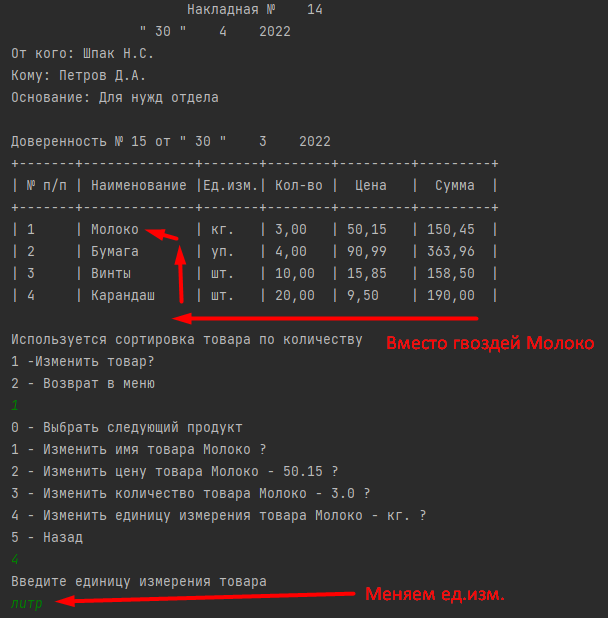 Накладная № 14
" 30 " 4 2022
От кого: Шпак Н.С.
Кому: Петров Д.А.
Основание: Для нужд отдела
Доверенность № 15 от " 30 " 3 2022
+-------+--------------+-------+--------+---------+---------+
| № п/п | Наименование |Ед.изм.| Кол-во | Цена | Сумма |
+-------+--------------+-------+--------+---------+---------+
| 1 | Молоко | кг. | 3,00 | 50,15 | 150,45 |
| 2 | Бумага | уп. | 4,00 | 90,99 | 363,96 |
| 3 | Винты | шт. | 10,00 | 15,85 | 158,50 |
| 4 | Карандаш | шт. | 20,00 | 9,50 | 190,00 |
Используется сортировка товара по количеству
Вместо гвоздей Молоко
1 -Изменить товар?
2 - Возврат в меню
1
0 - Выбрать следующий продукт
1 - Изменить имя товара Молоко ?
2 - Изменить цену товара Молоко - 50.15 ?
3 - Изменить количество товара Молоко - 3.0 ?
4 - Изменить единицу измерения товара Молоко - кг. ?
5 - Назад
4
Введите единицу измерения товара
литр
Меняем ед.изм.